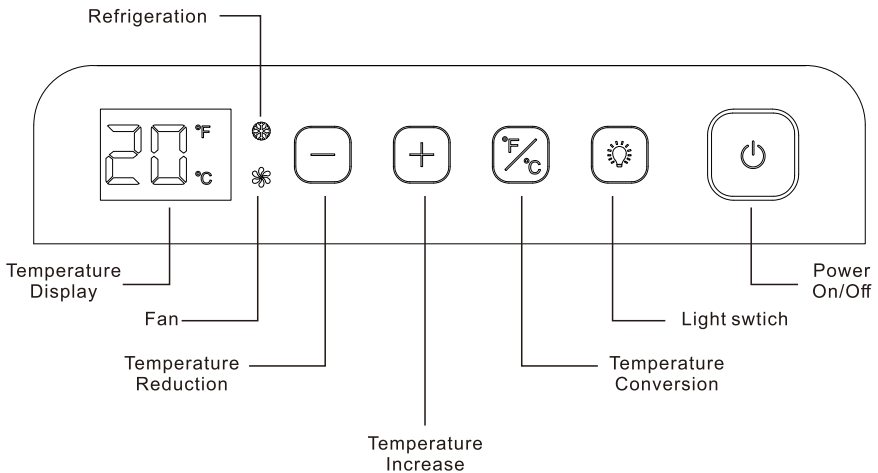 Refrigeration
20
°F
°C
°F/°C
Temperature
Display
Power
On/Off
Fan
Light swtich
Temperature
Reduction
Temperature
Conversion
Temperature
Increase